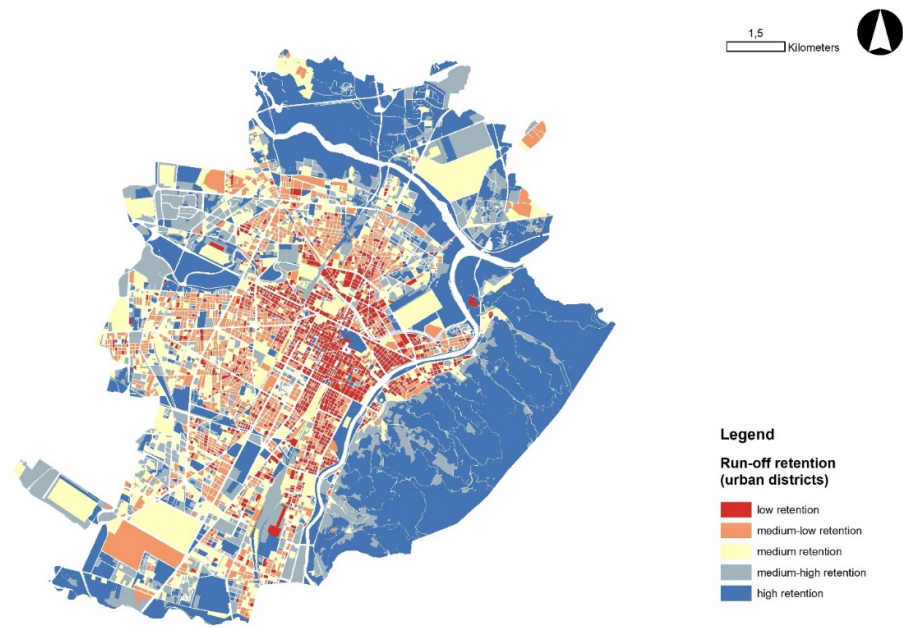 1,5
Kilometers
Legend
Run-off retention
(urban districts)
low retention
medium-low retention
medium retention
medium-high retention
high retention